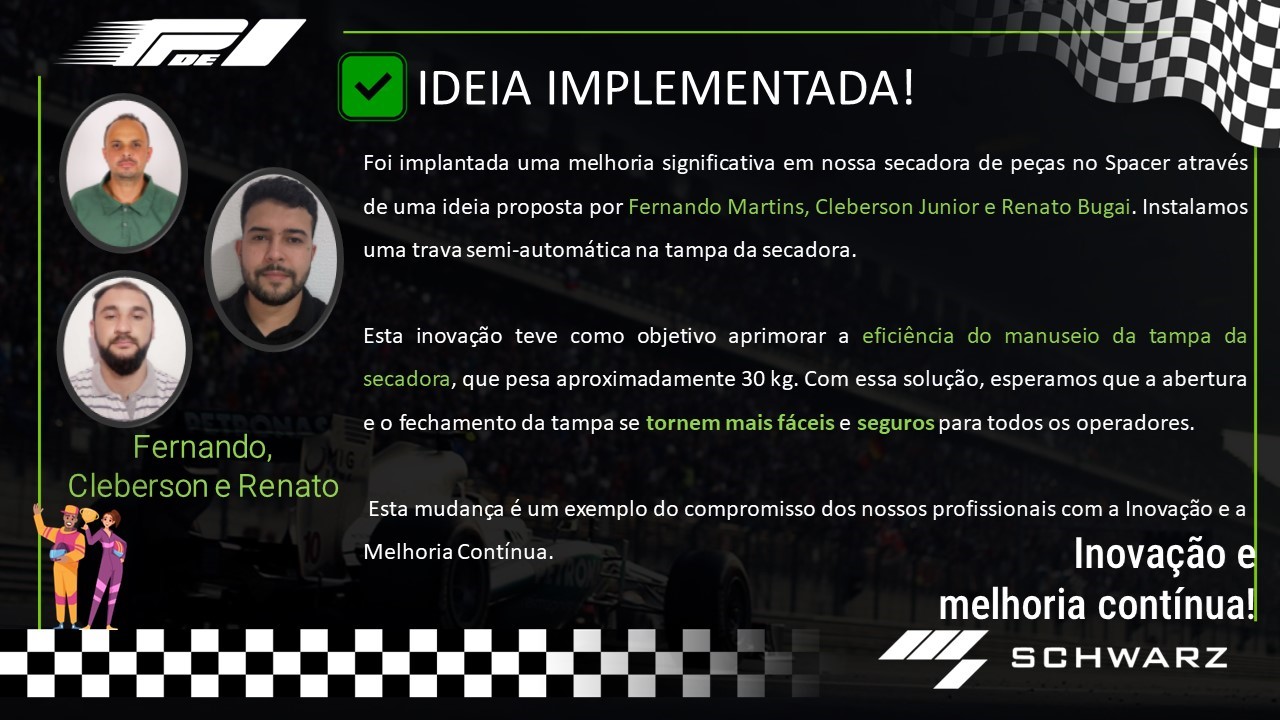 P DE I
IDEIA IMPLEMENTADA!
Foi implantada uma melhoria significativa em nossa secadora de peças no Spacer através
de uma ideia proposta por Fernando Martins, Cleberson Junior e Renato Bugai. Instalamos
uma trava semi-automática na tampa da secadora.
Esta inovação teve como objetivo aprimorar a eficiência do manuseio da tampa da
secadora, que pesa aproximadamente 30 kg. Com essa solução, esperamos que a abertura
e o fechamento da tampa se tornem mais fáceis e seguros para todos os operadores.
Esta mudança é um exemplo do compromisso dos nossos profissionais com a Inovação e a
Melhoria Contínua.
Fernando,
Cleberson e Renato
Inovação e
melhoria contínua!
SCHWARZ
PETRONAS